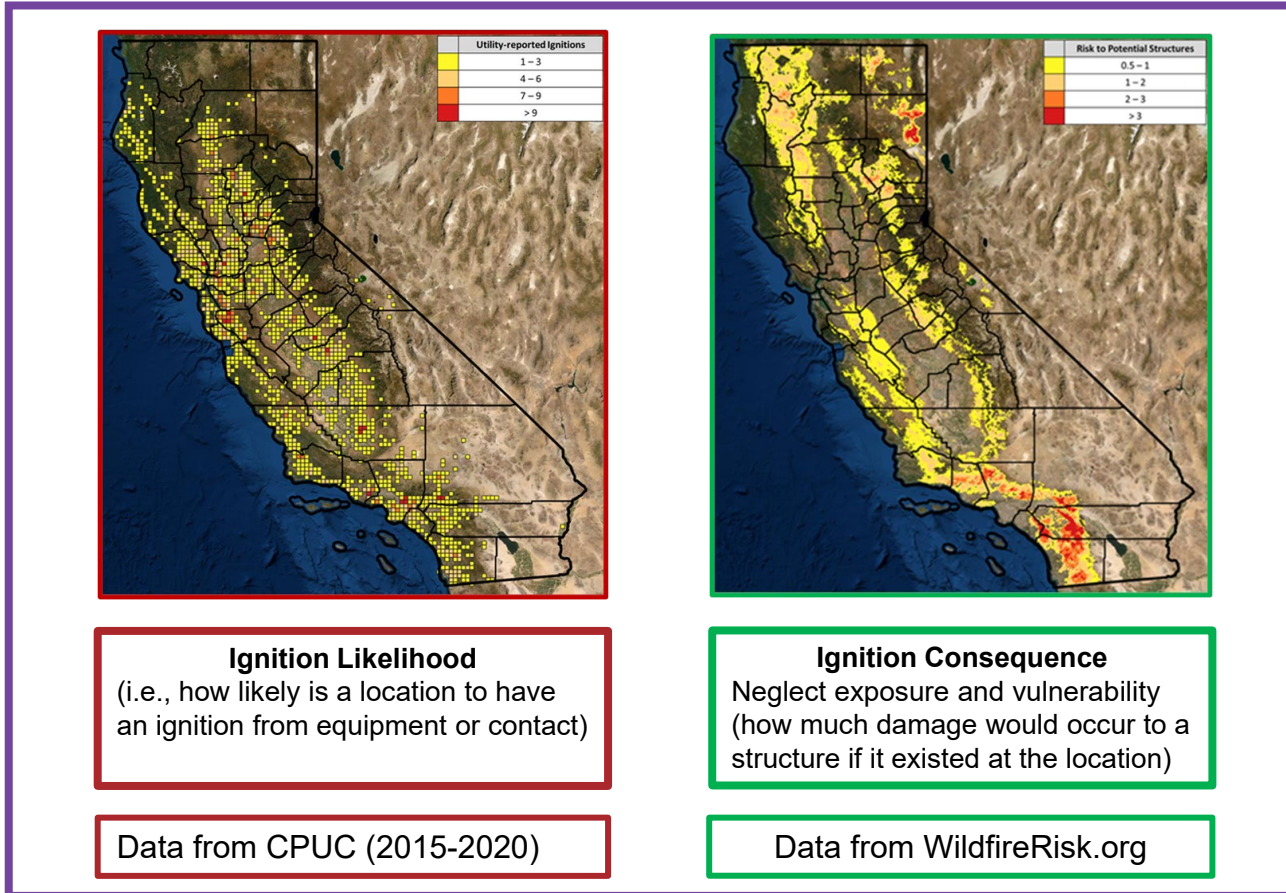 Utility-reported Ignitions
1 – 3
4 – 6
7 – 9
> 9
Risk to Potential Structures
0.5 – 1
1 – 2
2 – 3
> 3
Ignition Likelihood
(i.e., how likely is a location to have
an ignition from equipment or contact)
Ignition Consequence
Neglect exposure and vulnerability
(how much damage would occur to a
structure if it existed at the location)
Data from CPUC (2015-2020)
Data from WildfireRisk.org